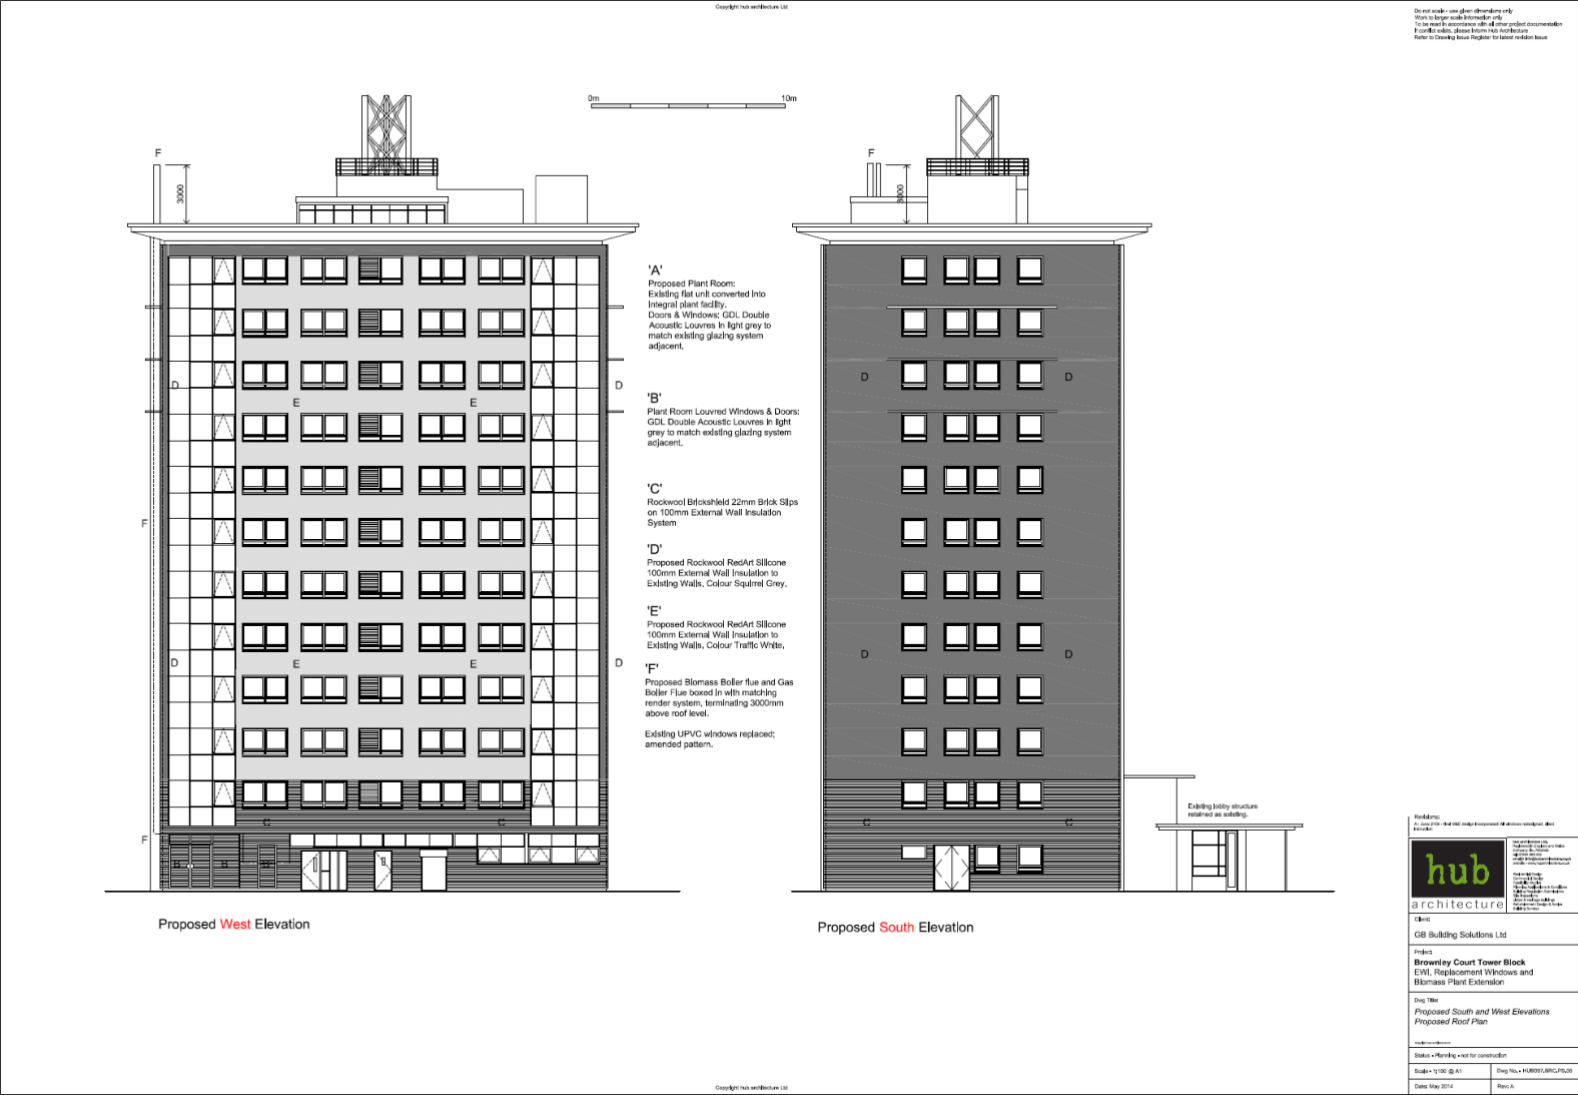 Copyright hub architecture Ltd
Do not scale - use given dimensions only
Work to larger scale information only
To be read in accordance with all other project documentation
If conflict exists, please inform Hub Architecture
Refer to Drawing Issue Register for latest revision issue
0m 10m
F
3000
F
3000
'A'
Proposed Plant Room:
Existing flat unit converted into
integral plant facility.
Doors & Windows: GDL Double
Acoustic Louvres in light grey to
match existing glazing system
adjacent.
'B'
Plant Room Louvred Windows & Doors:
GDL Double Acoustic Louvres in light
grey to match existing glazing system
adjacent.
'C'
Rockwool Brickshield 22mm Brick Slips
on 100mm External Wall Insulation
System
'D'
Proposed Rockwool RedArt Silicone
100mm External Wall Insulation to
Existing Walls. Colour Squirrel Grey.
'E'
Proposed Rockwool RedArt Silicone
100mm External Wall Insulation to
Existing Walls. Colour Traffic White.
'F'
Proposed Biomass Boiler flue and Gas
Boiler Flue boxed in with matching
render system, terminating 3000mm
above roof level.
Existing UPVC windows replaced;
amended pattern.
D
E
E
D
F
D
E
E
D
C
C
F
B
B
B
D
D
D
D
C
C
Existing lobby structure
retained as existing.
Proposed West Elevation
Proposed South Elevation
Revisions:
hub
architecture
Client:
GB Building Solutions Ltd
Project:
Brownley Court Tower Block
EWI, Replacement Windows and
Biomass Plant Extension
Dwg Title:
Proposed South and West Elevations
Proposed Roof Plan
Status - Planning - not for construction
Scale - 1:100 @ A1
Dwg No. - HUB097.BRC.PS.06
Date: May 2014
Rev: A
Copyright hub architecture Ltd